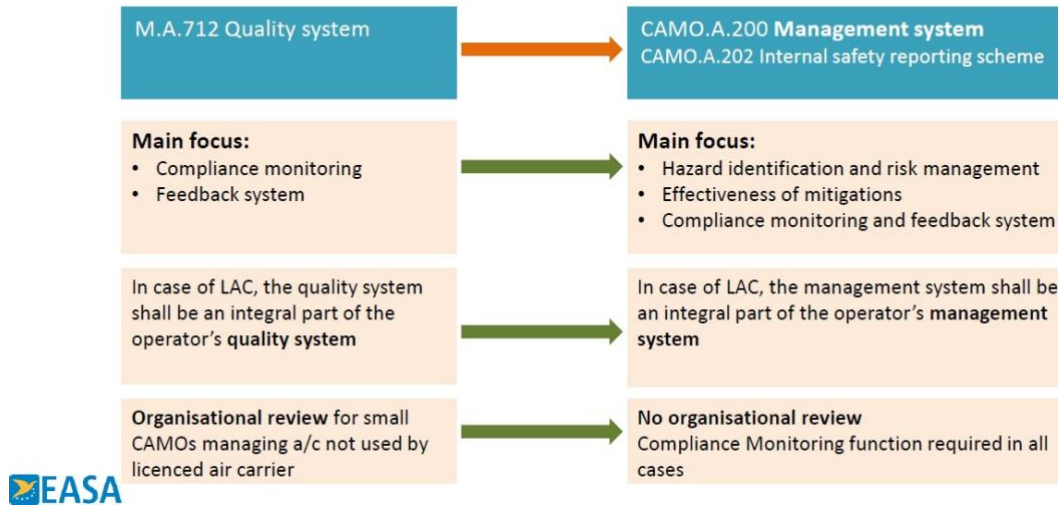 M.A.712 Quality system
CAMO.A.200 Management system
CAMO.A.202 Internal safety reporting scheme
Main focus:
• Compliance monitoring
• Feedback system
Main focus:
• Hazard identification and risk management
• Effectiveness of mitigations
• Compliance monitoring and feedback system
In case of LAC, the quality system
shall be an integral part of the
operator's quality system
In case of LAC, the management system shall be
an integral part of the operator's management
system
Organisational review for small
CAMOs managing a/c not used by
licenced air carrier
No organisational review
Compliance Monitoring function required in all
cases
EASA